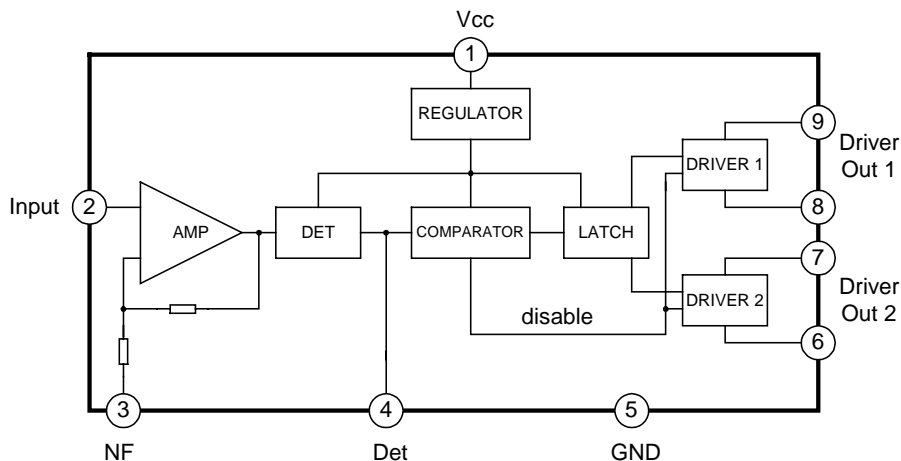 Vcc
1
REGULATOR
9
Driver
Out 1
DRIVER 1
Input
2
AMP
DET
COMPARATOR
LATCH
8
7
Driver
Out 2
DRIVER 2
disable
6
3
4
5
NF
Det
GND